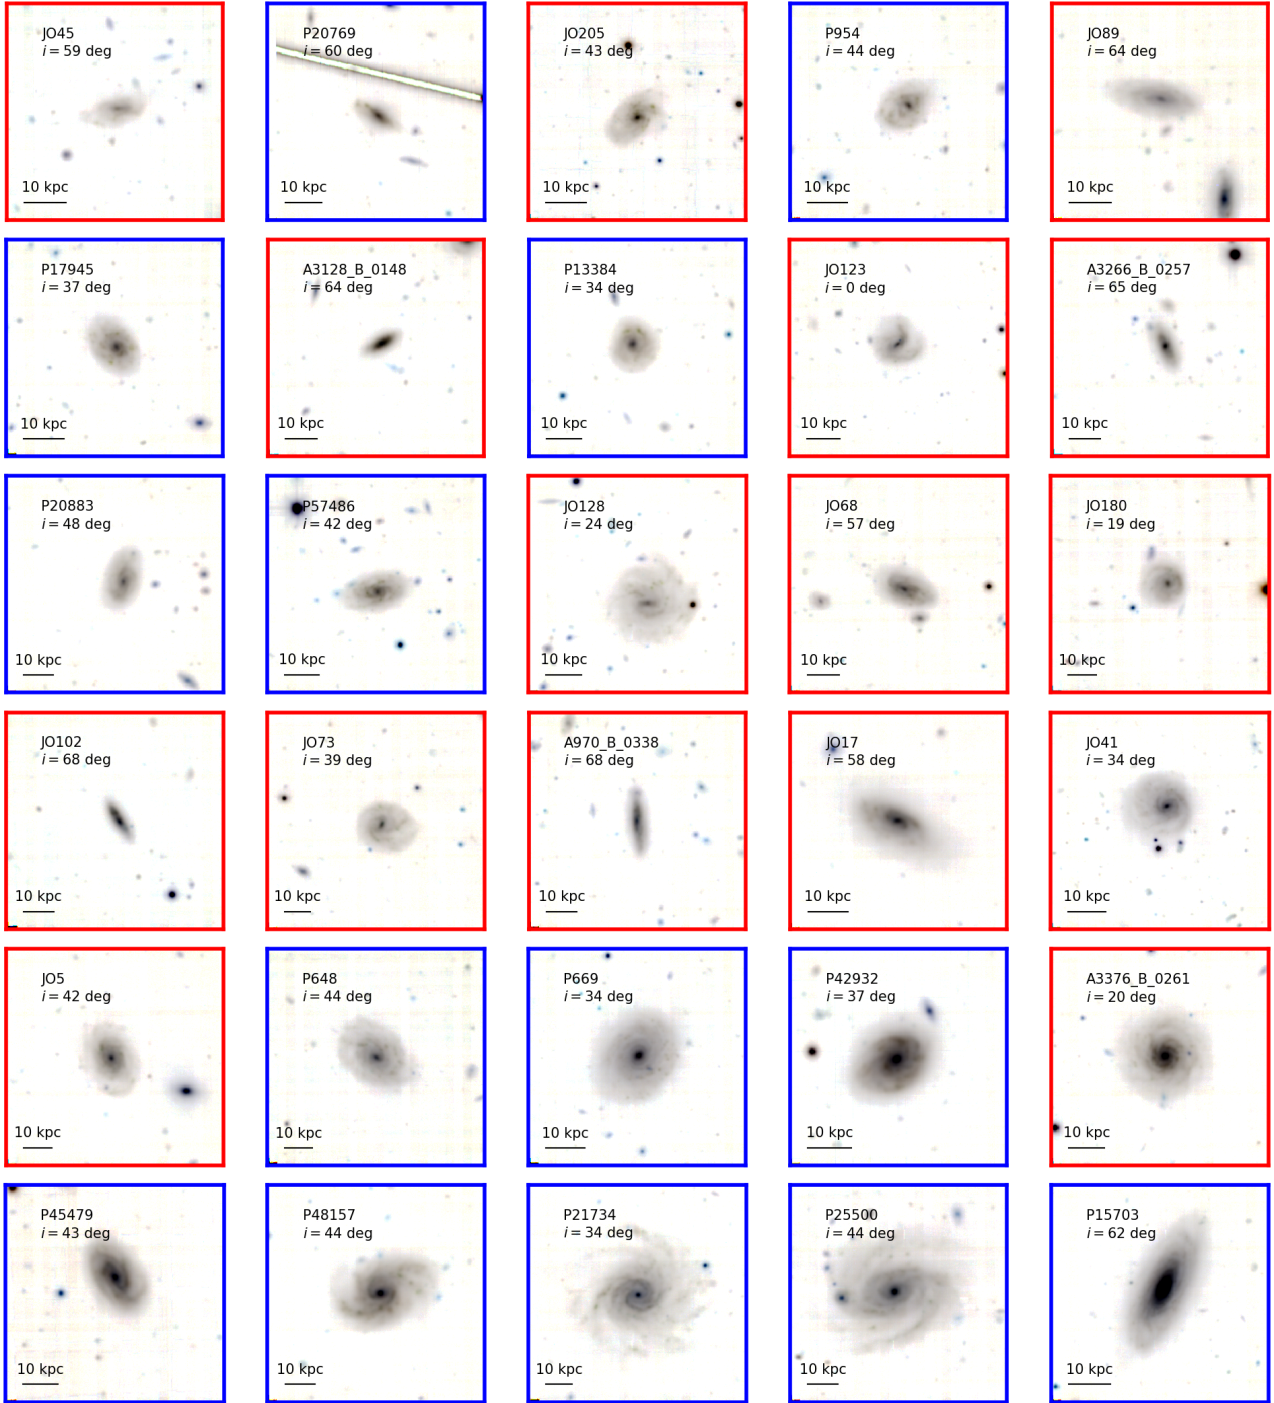 JO45
i = 59 deg
10 kpc
P20769
i = 60 deg
10 kpc
JO205
i = 43 deg
10 kpc
P954
i = 44 deg
10 kpc
JO89
i = 64 deg
10 kpc
P17945
i = 37 deg
10 kpc
A3128_B_0148
i = 64 deg
10 kpc
P13384
i = 34 deg
10 kpc
JO123
i = 0 deg
10 kpc
A3266_B_0257
i = 65 deg
10 kpc
P20883
i = 48 deg
10 kpc
P57486
i = 42 deg
10 kpc
JO128
i = 24 deg
10 kpc
JO68
i = 57 deg
10 kpc
JO180
i = 19 deg
10 kpc
JO102
i = 68 deg
10 kpc
JO73
i = 39 deg
10 kpc
A970_B_0338
i = 68 deg
10 kpc
JO17
i = 58 deg
10 kpc
JO41
i = 34 deg
10 kpc
JO5
i = 42 deg
10 kpc
P648
i = 44 deg
10 kpc
P669
i = 34 deg
10 kpc
P42932
i = 37 deg
10 kpc
A3376_B_0261
i = 20 deg
10 kpc
P45479
i = 43 deg
10 kpc
P48157
i = 44 deg
10 kpc
P21734
i = 34 deg
10 kpc
P25500
i = 44 deg
10 kpc
P15703
i = 62 deg
10 kpc